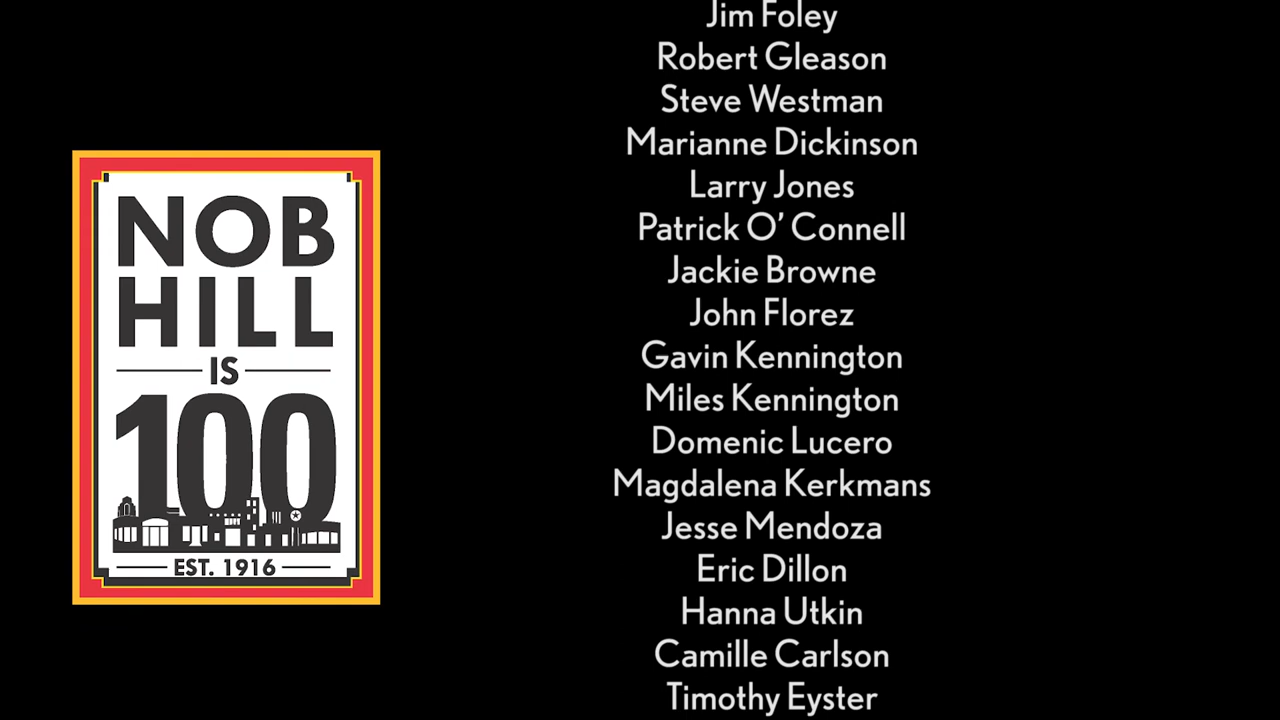 NOB
HILL
IS
100
EST. 1916
Jim Foley
Robert Gleason
Steve Westman
Marianne Dickinson
Larry Jones
Patrick O' Connell
Jackie Browne
John Florez
Gavin Kennington
Miles Kennington
Domenic Lucero
Magdalena Kerkmans
Jesse Mendoza
Eric Dillon
Hanna Utkin
Camille Carlson
Timothy Eyster